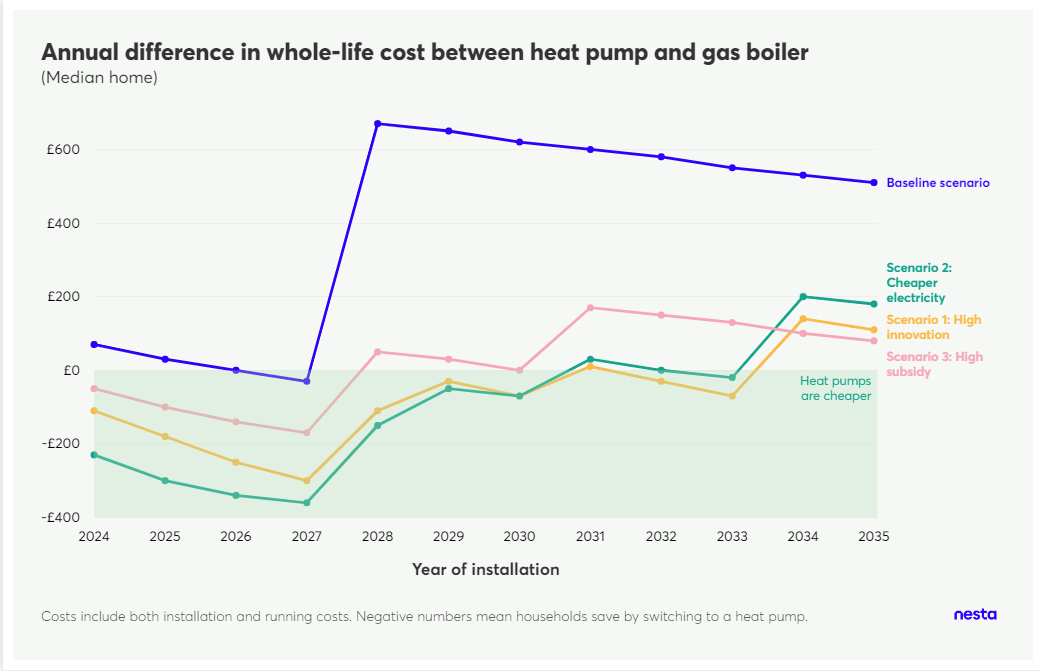 Annual difference in whole-life cost between heat pump and gas boiler
(Median home)
£600
£400
£200
£0
-£200
-£400
Baseline scenario
Scenario 2:
Cheaper
electricity
Scenario 1: High
innovation
Scenario 3: High
subsidy
Heat pumps
are cheaper
2024 2025 2026 2027 2028 2029 2030 2031 2032 2033 2034 2035
Year of installation
Costs include both installation and running costs. Negative numbers mean households save by switching to a heat pump.
nesta